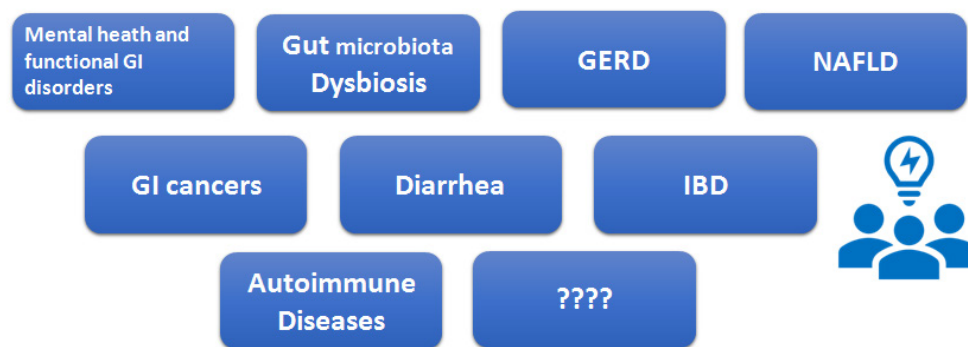 Mental heath and
functional GI
disorders
Gut microbiota
Dysbiosis
GERD
NAFLD
GI cancers
Diarrhea
IBD
Autoimmune
Diseases
????